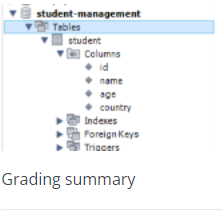 student-management
Tables
student
Columns
id
name
age
country
Indexes
Foreign Keys
Triggers
Grading summary